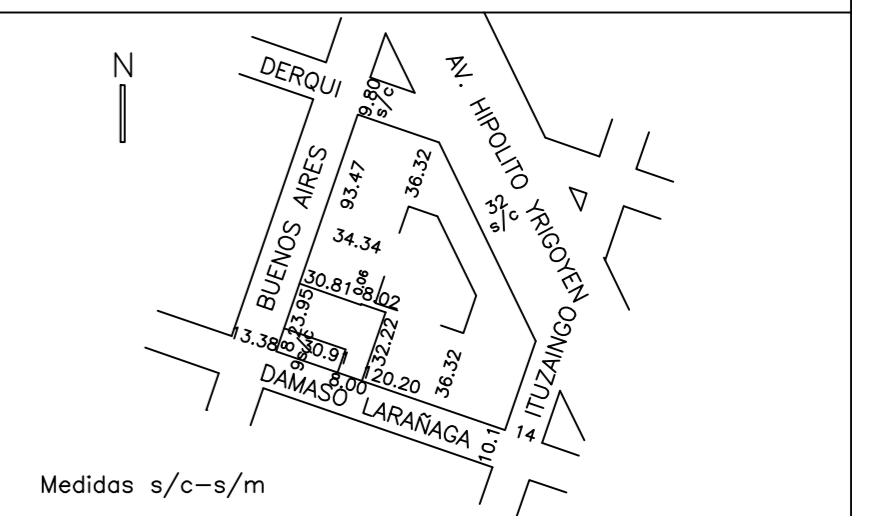 N
DERQUI
AV. HIPOLITO YRIGOYEN
9.80
s/c
BUENOS AIRES
93.47
36.32
32
s/c
34.34
30.81
0.06
8.02
23.95
32.22
13.38
s/c
30.91
8.00
120.20
36.32
ITUZAINGO
DAMASO LARAÑAGA
10.1
14
Medidas s/c-s/m